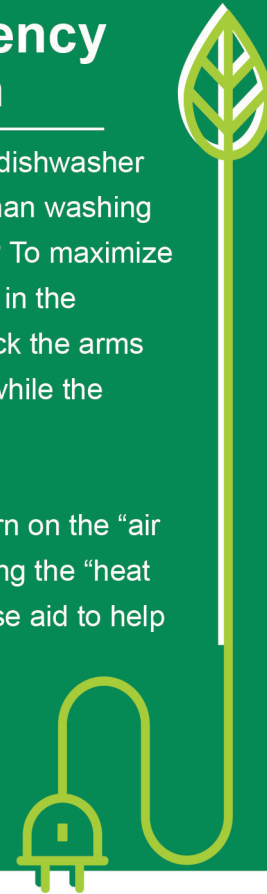 ency
n
dishwasher
han washing
? To maximize
in the
ck the arms
while the
rn on the “air
ng the “heat
se aid to help